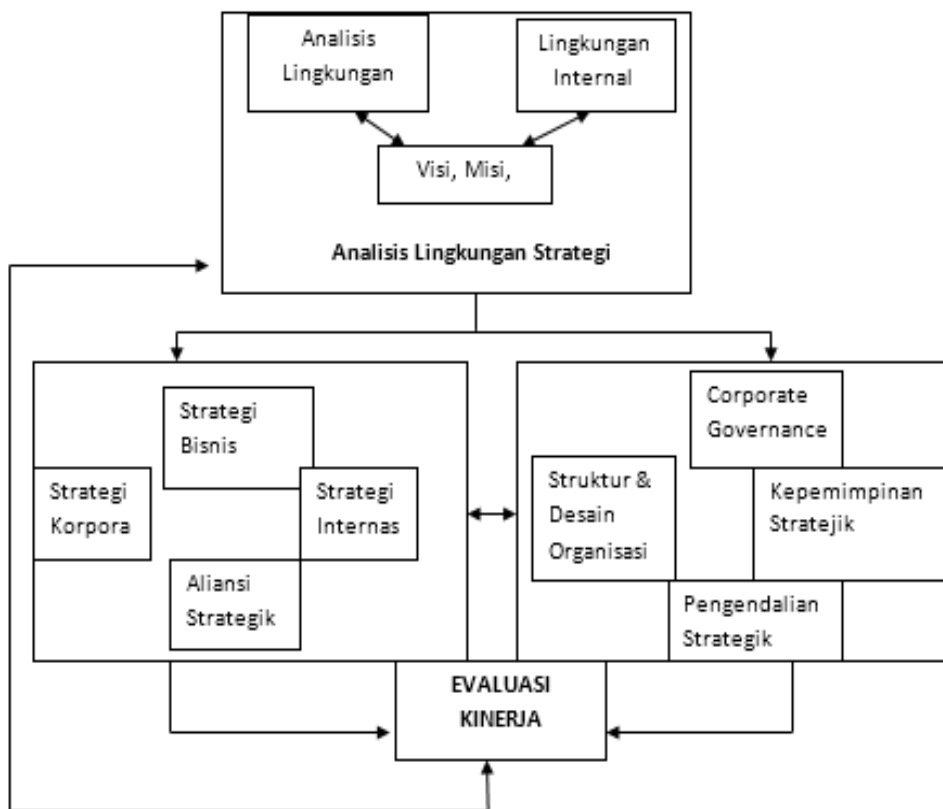 Analisis
Lingkungan
Lingkungan
Internal
Visi, Misi,
Analisis Lingkungan Strategi
Strategi
Bisnis
Strategi
Korpora
Strategi
Internas
Aliansi
Strategik
Corporate
Governance
Struktur &
Desain
Organisasi
Kepemimpinan
Stratejik
Pengendalian
Strategik
EVALUASI
KINERJA